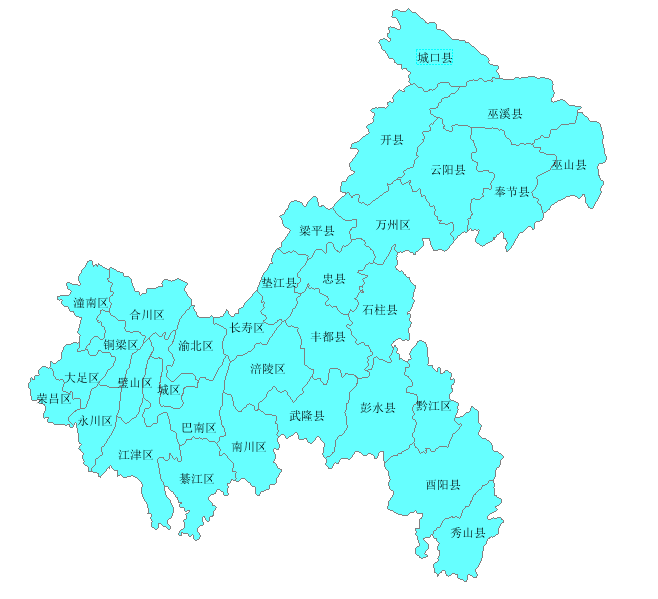 城口县
巫溪县
开县
巫山县
云阳县
奉节县
万州区
梁平县
忠县
垫江县
潼南区
石柱县
合川区
长寿区
丰都县
铜梁区
渝北区
涪陵区
大足区
璧山区
城区
荣昌区
彭水县
黔江区
武隆县
永川区
巴南区
南川区
江津区
綦江区
酉阳县
秀山县